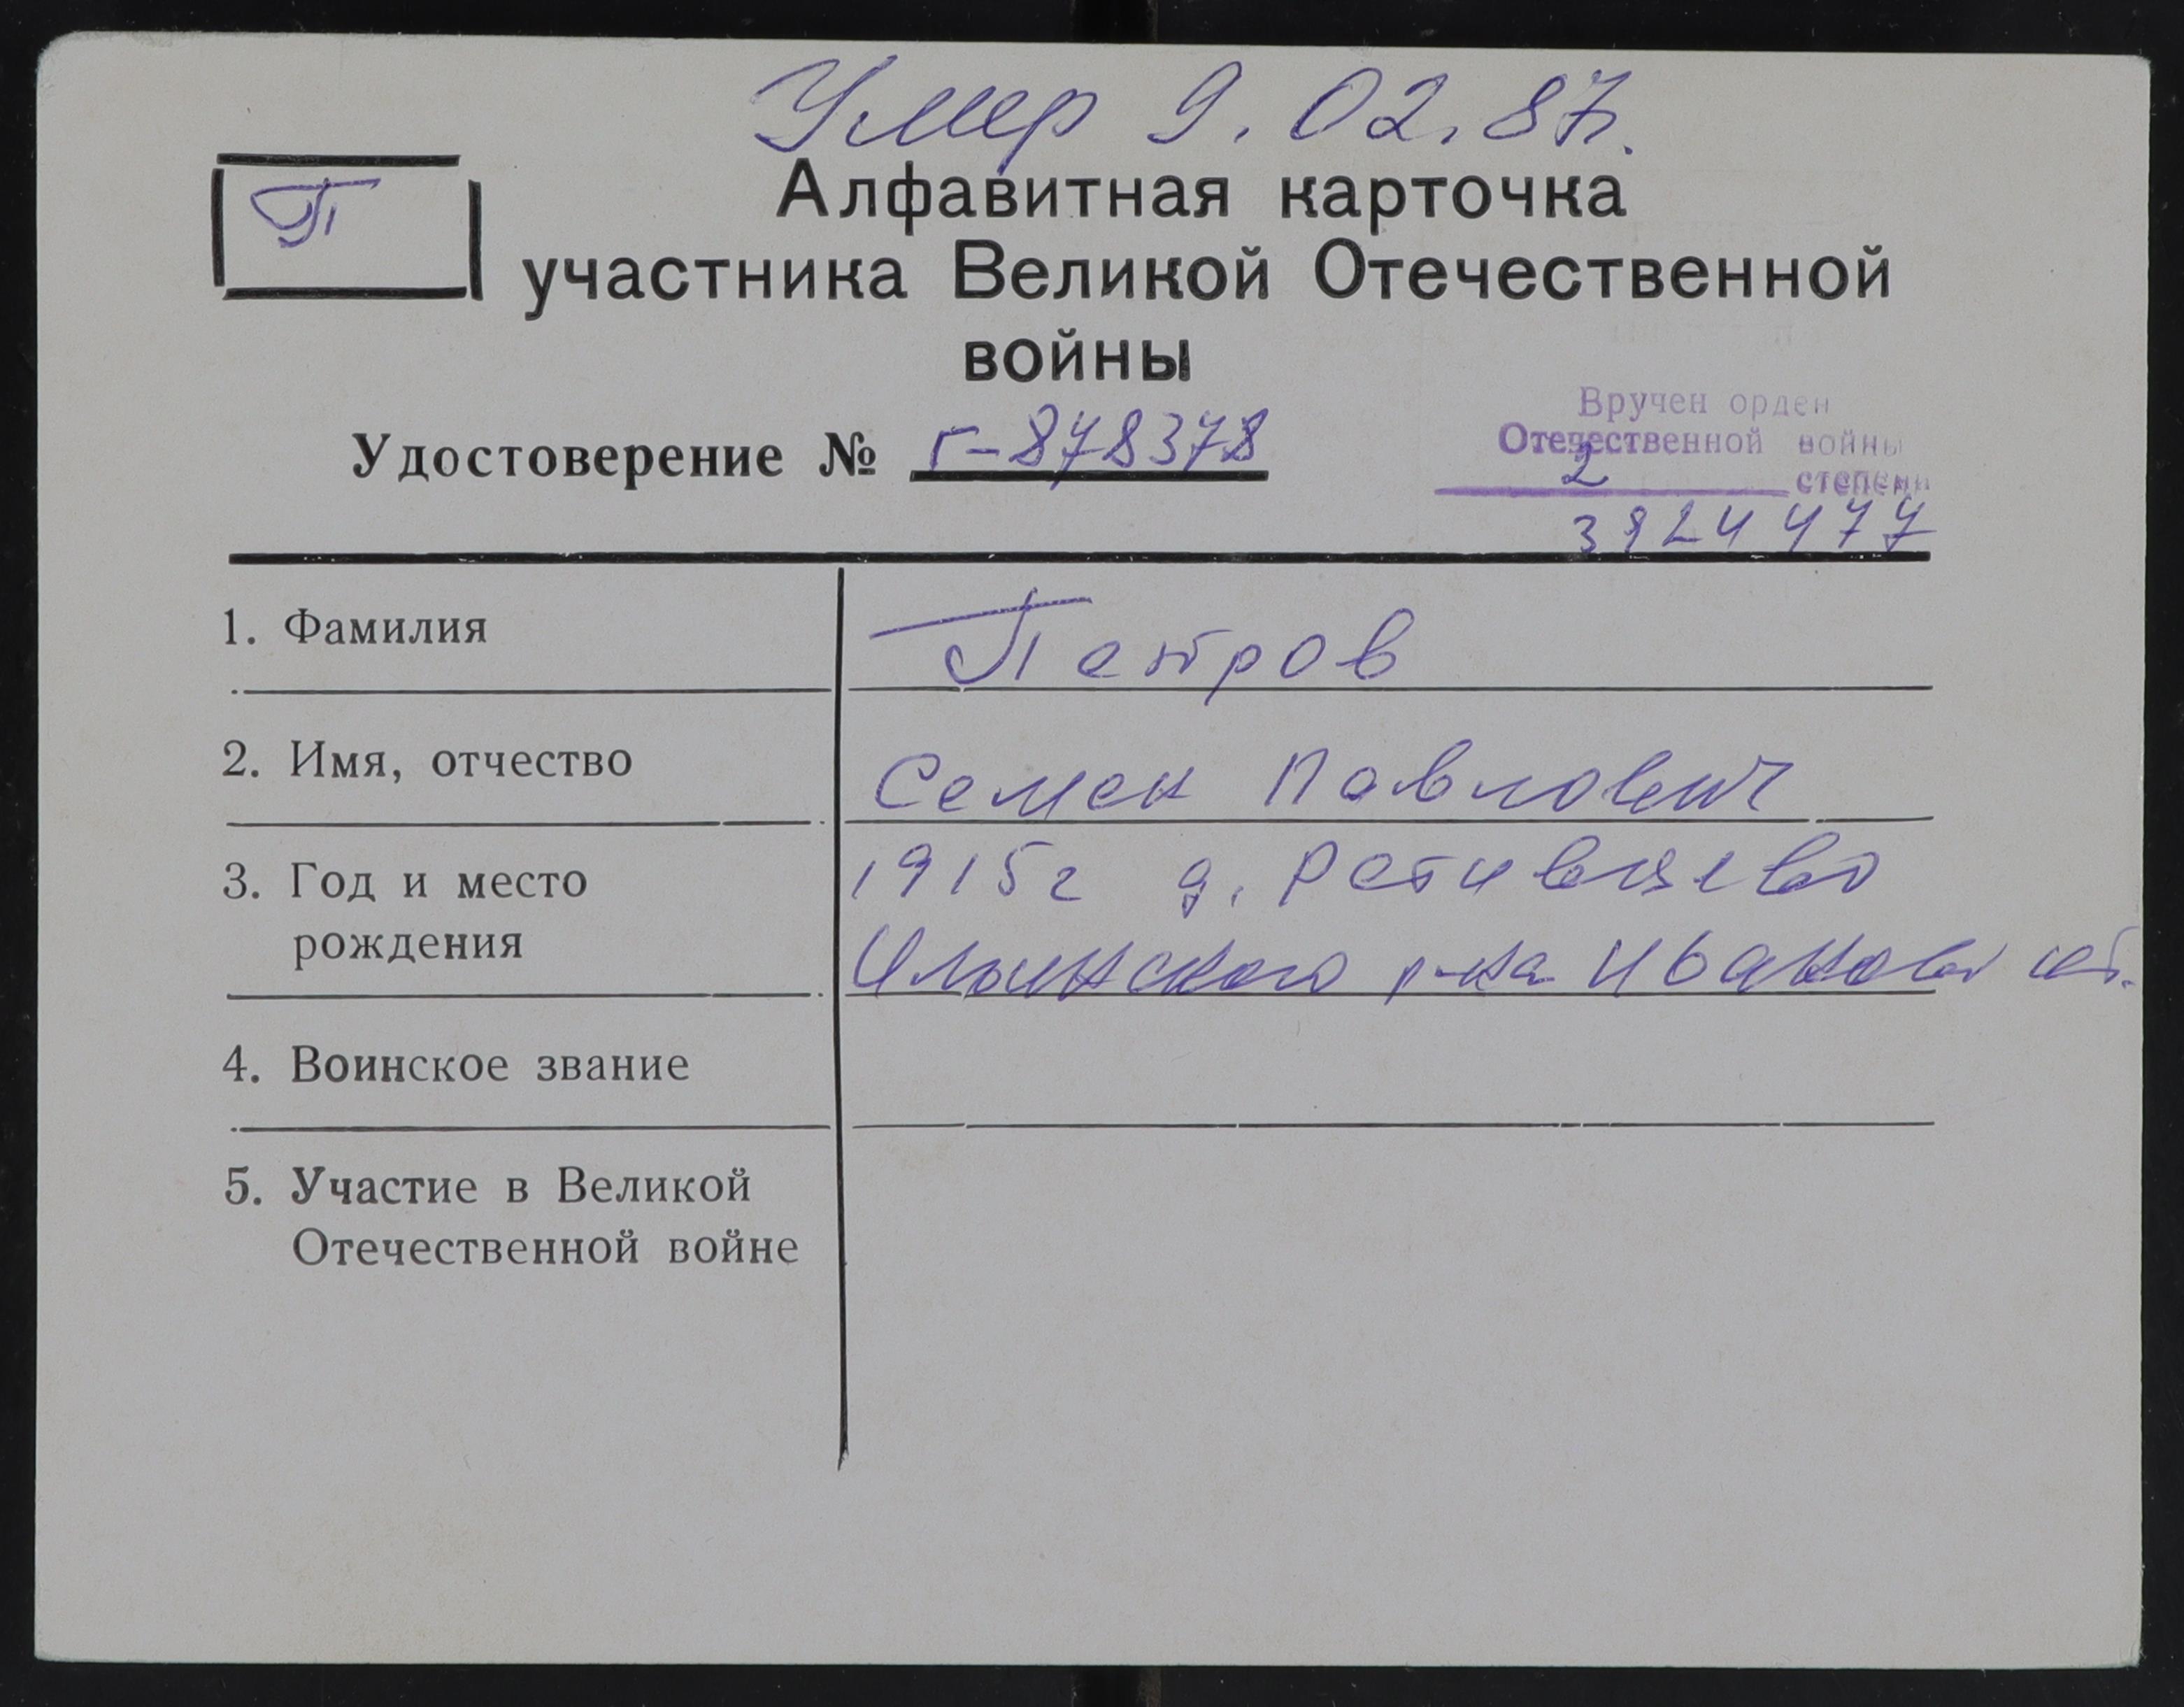 Умер 9.02.87.
П
Алфавитная карточка
участника Великой Отечественной
войны
Удостоверение № Г-878378
Вручен орден
Отечественной войны
2 степени
3924477
1. Фамилия
Петров
2. Имя, отчество
Семен Павлович
3. Год и место
рождения
1915г д.
Ильинского р-на Иванов
4. Воинское звание
5. Участие в Великой
Отечественной войне